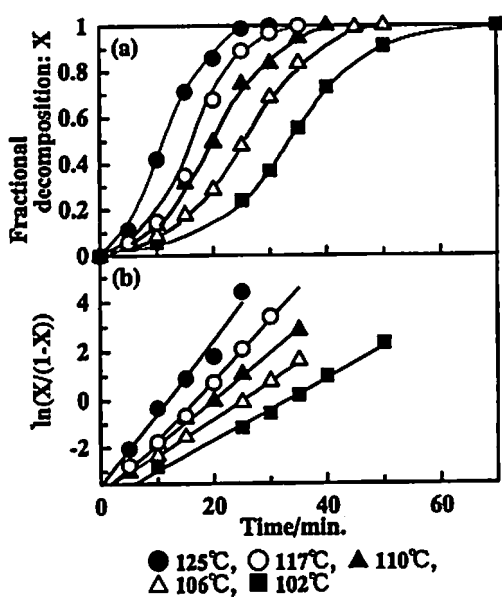 (a)
Fractional
decomposition: X
1
0.8
0.6
0.4
0.2
0
(b)
ln(X/(1-X))
4
2
0
-2
0
20
40
60
Time/min.
● 125℃, ○ 117℃, ▲ 110℃,
△ 106℃, ■ 102℃